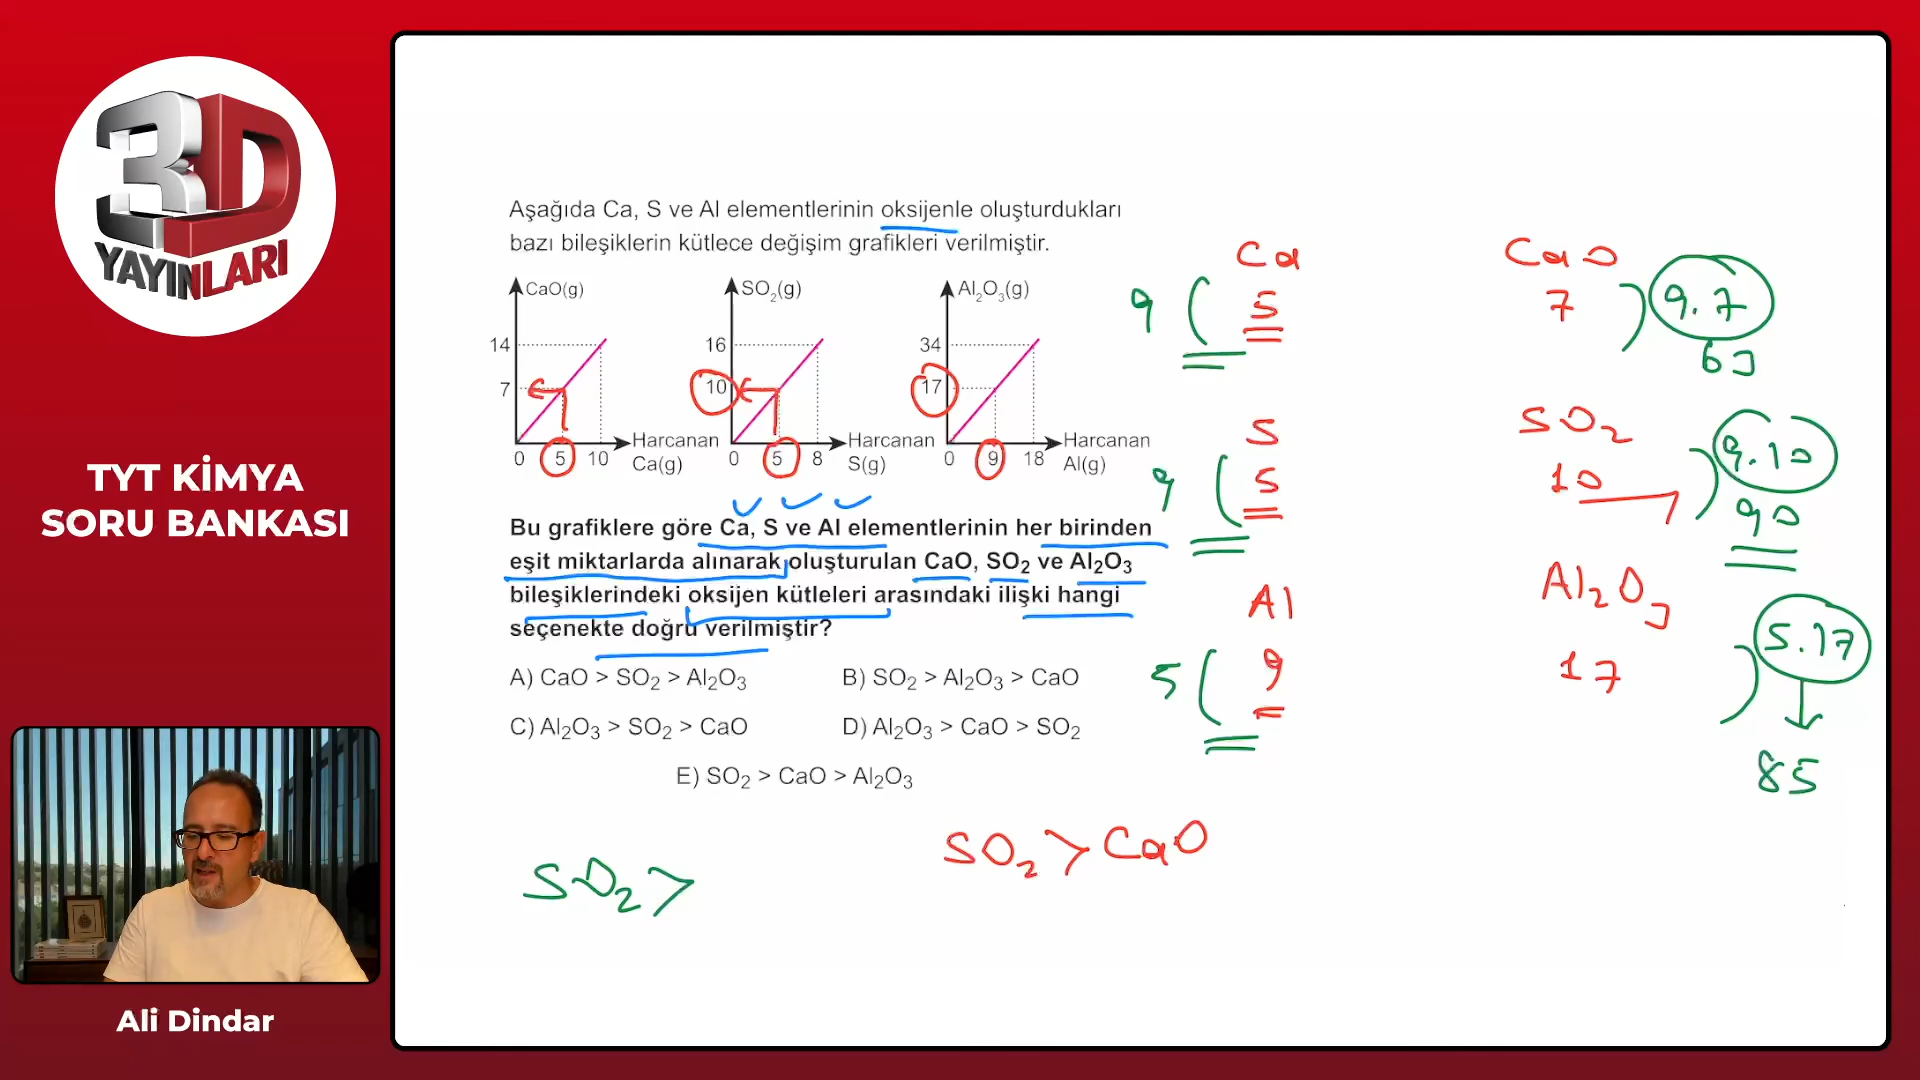 3D
YAYINLARI
TYT KİMYA
SORU BANKASI
Ali Dindar
Aşağıda Ca, S ve Al elementlerinin oksijenle oluşturdukları
bazı bileşiklerin kütlece değişim grafikleri verilmiştir.
CaO(g)
14
7
0 5 10
Harcanan
Ca(g)
SO₂(g)
16
10
0 5 8
Harcanan
S(g)
Al₂O₃(g)
34
17
0 9 18
Harcanan
Al(g)
Bu grafiklere göre Ca, S ve Al elementlerinin her birinden
eşit miktarlarda alınarak oluşturulan CaO, SO₂ ve Al₂O₃
bileşiklerindeki oksijen kütleleri arasındaki ilişki hangi
seçenekte doğru verilmiştir?
A) CaO > SO₂ > Al₂O₃
B) SO₂ > Al₂O₃ > CaO
C) Al₂O₃ > SO₂ > CaO
D) Al₂O₃ > CaO > SO₂
E) SO₂ > CaO > Al₂O₃
SO₂ >
SO₂ > CaO
Ca CaO
9 ( 5 7 ) 9.7
63
S SO₂
9 ( 5 10 ) 9.10
90
Al Al₂O₃
5 ( 9 17 ) 5.17
85